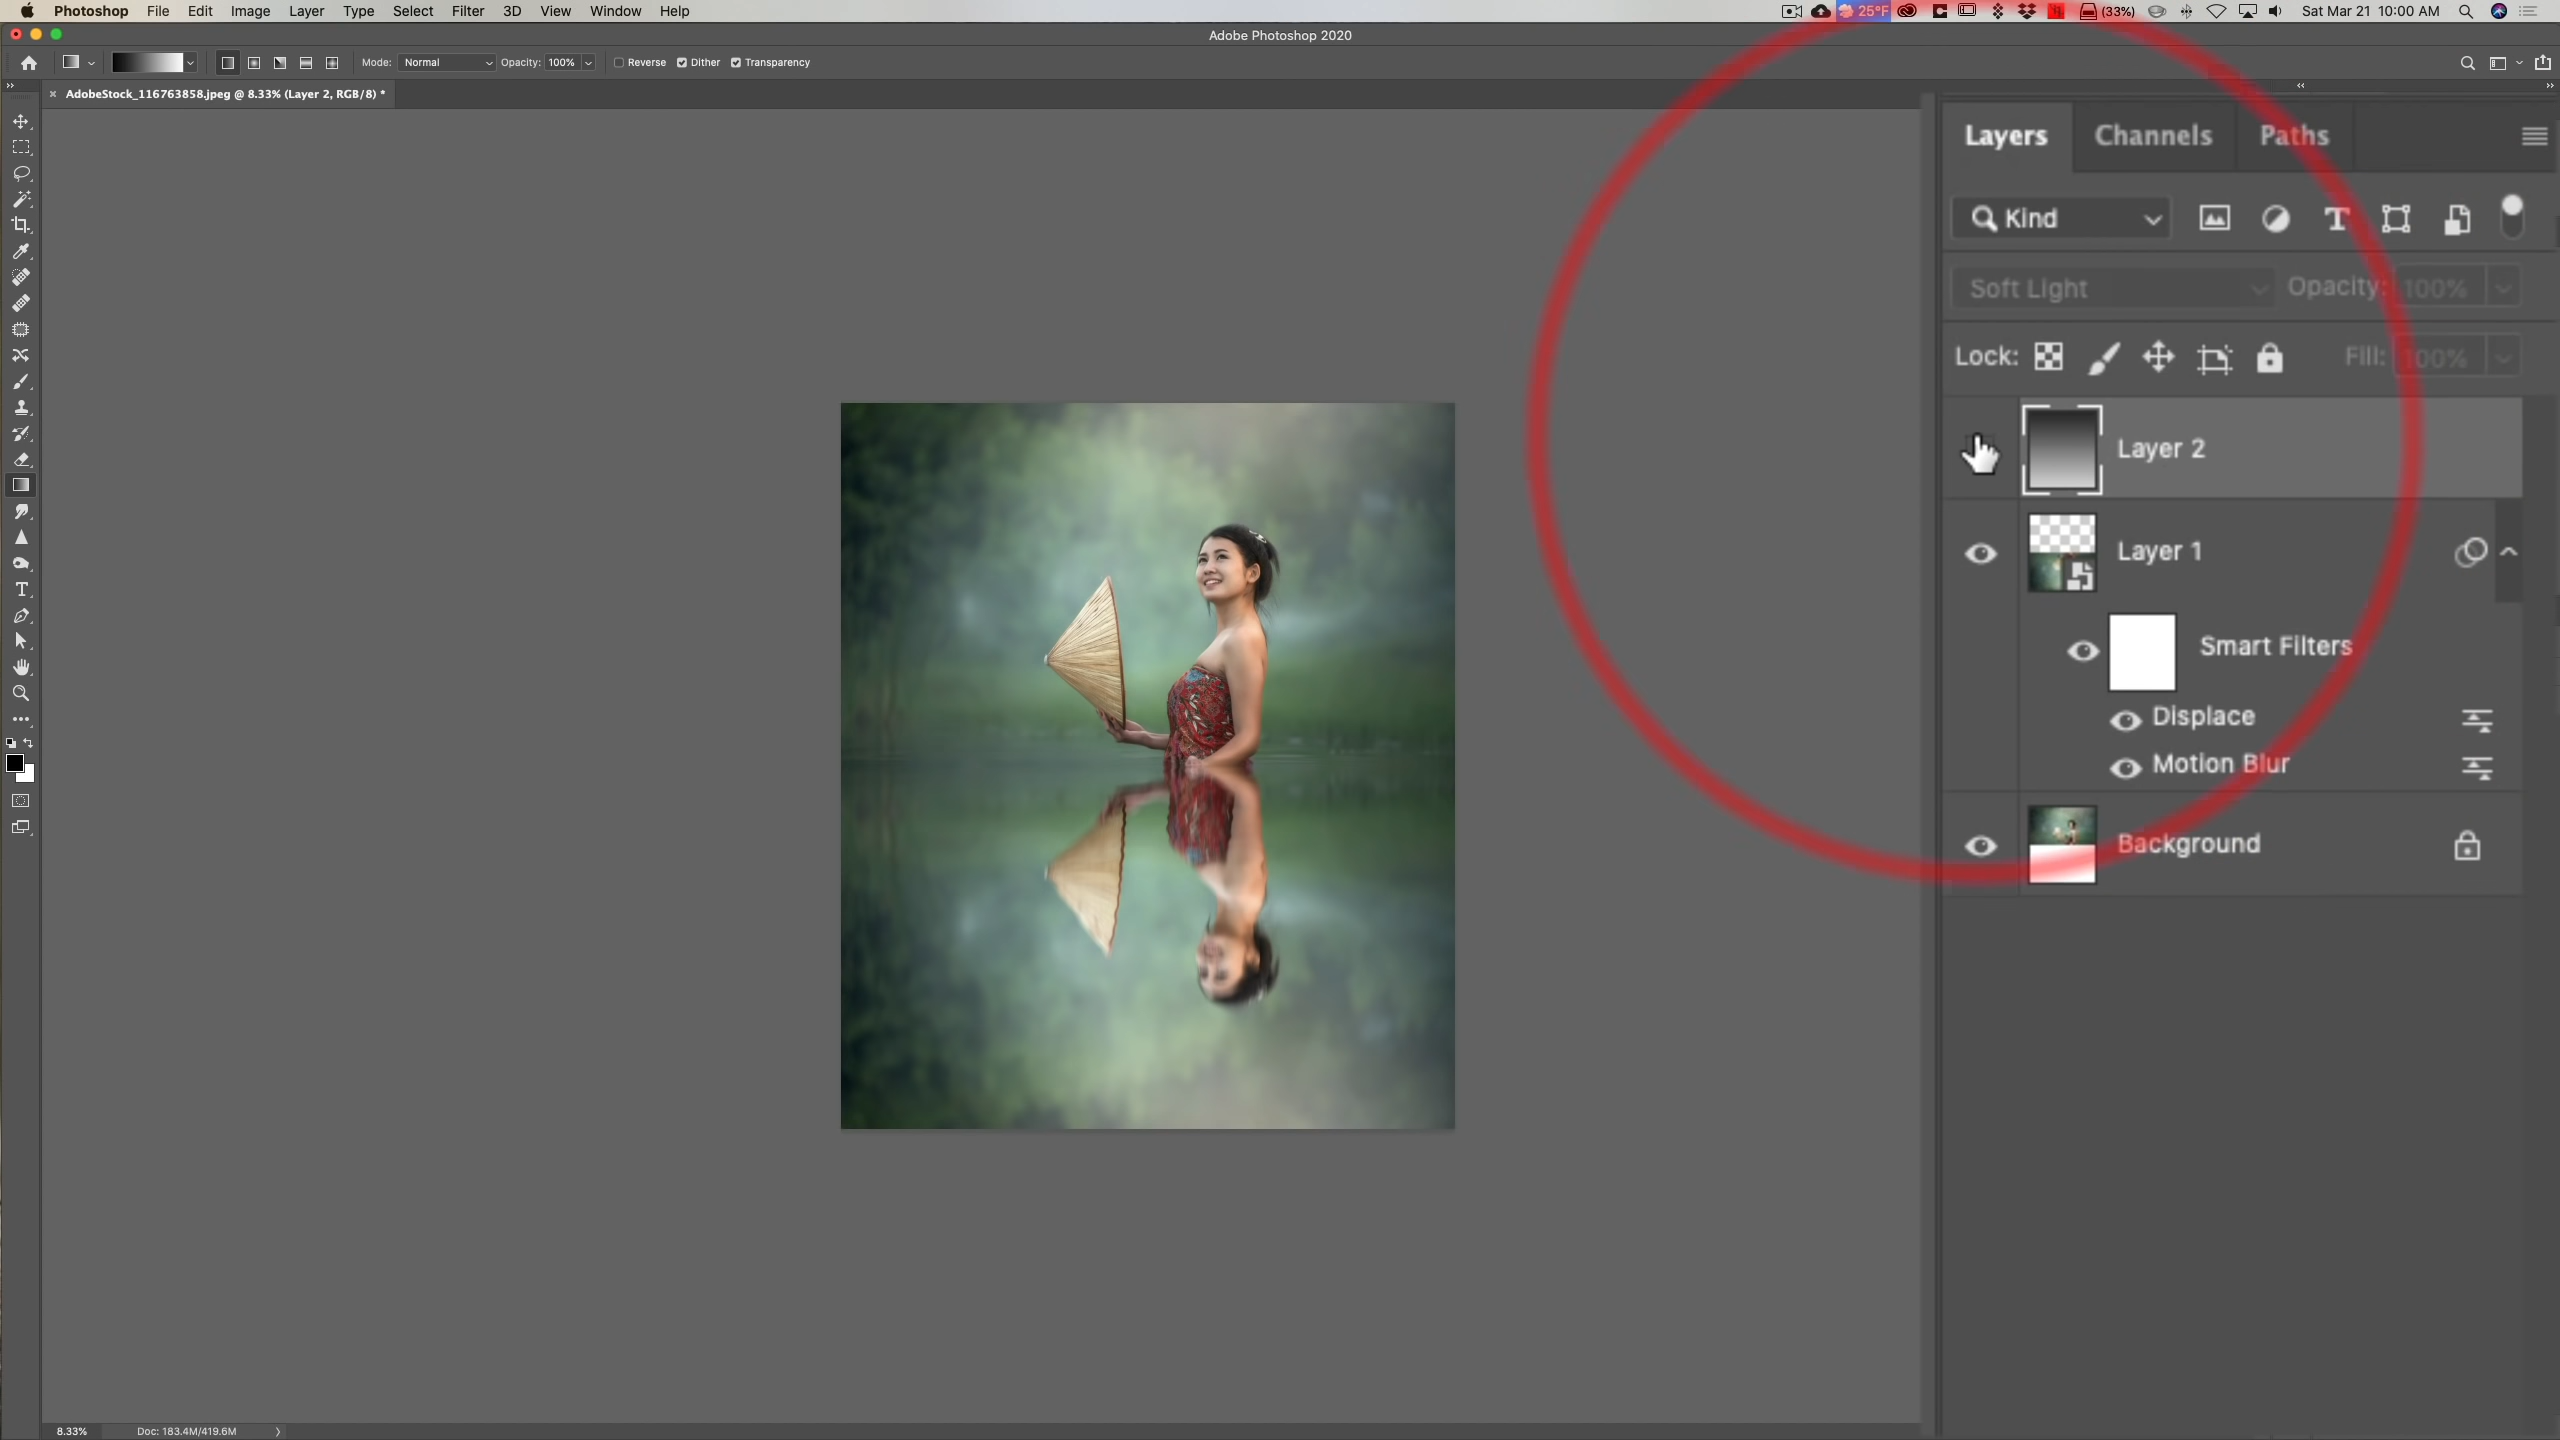 Photoshop File Edit Image Layer Type Select Filter 3D View Window Help
25°F (33%) Sat Mar 21 10:00 AM
Adobe Photoshop 2020
Mode: Normal Opacity: 100% Reverse Dither Transparency
AdobeStock_116763858.jpeg @ 8.33% (Layer 2, RGB/8) *
Layers Channels Paths
Kind
Soft Light Opacity: 100%
Lock: Fill: 100%
Layer 2
Layer 1
Smart Filters
Displace
Motion Blur
Background
8.33% Doc: 183.4M/419.6M